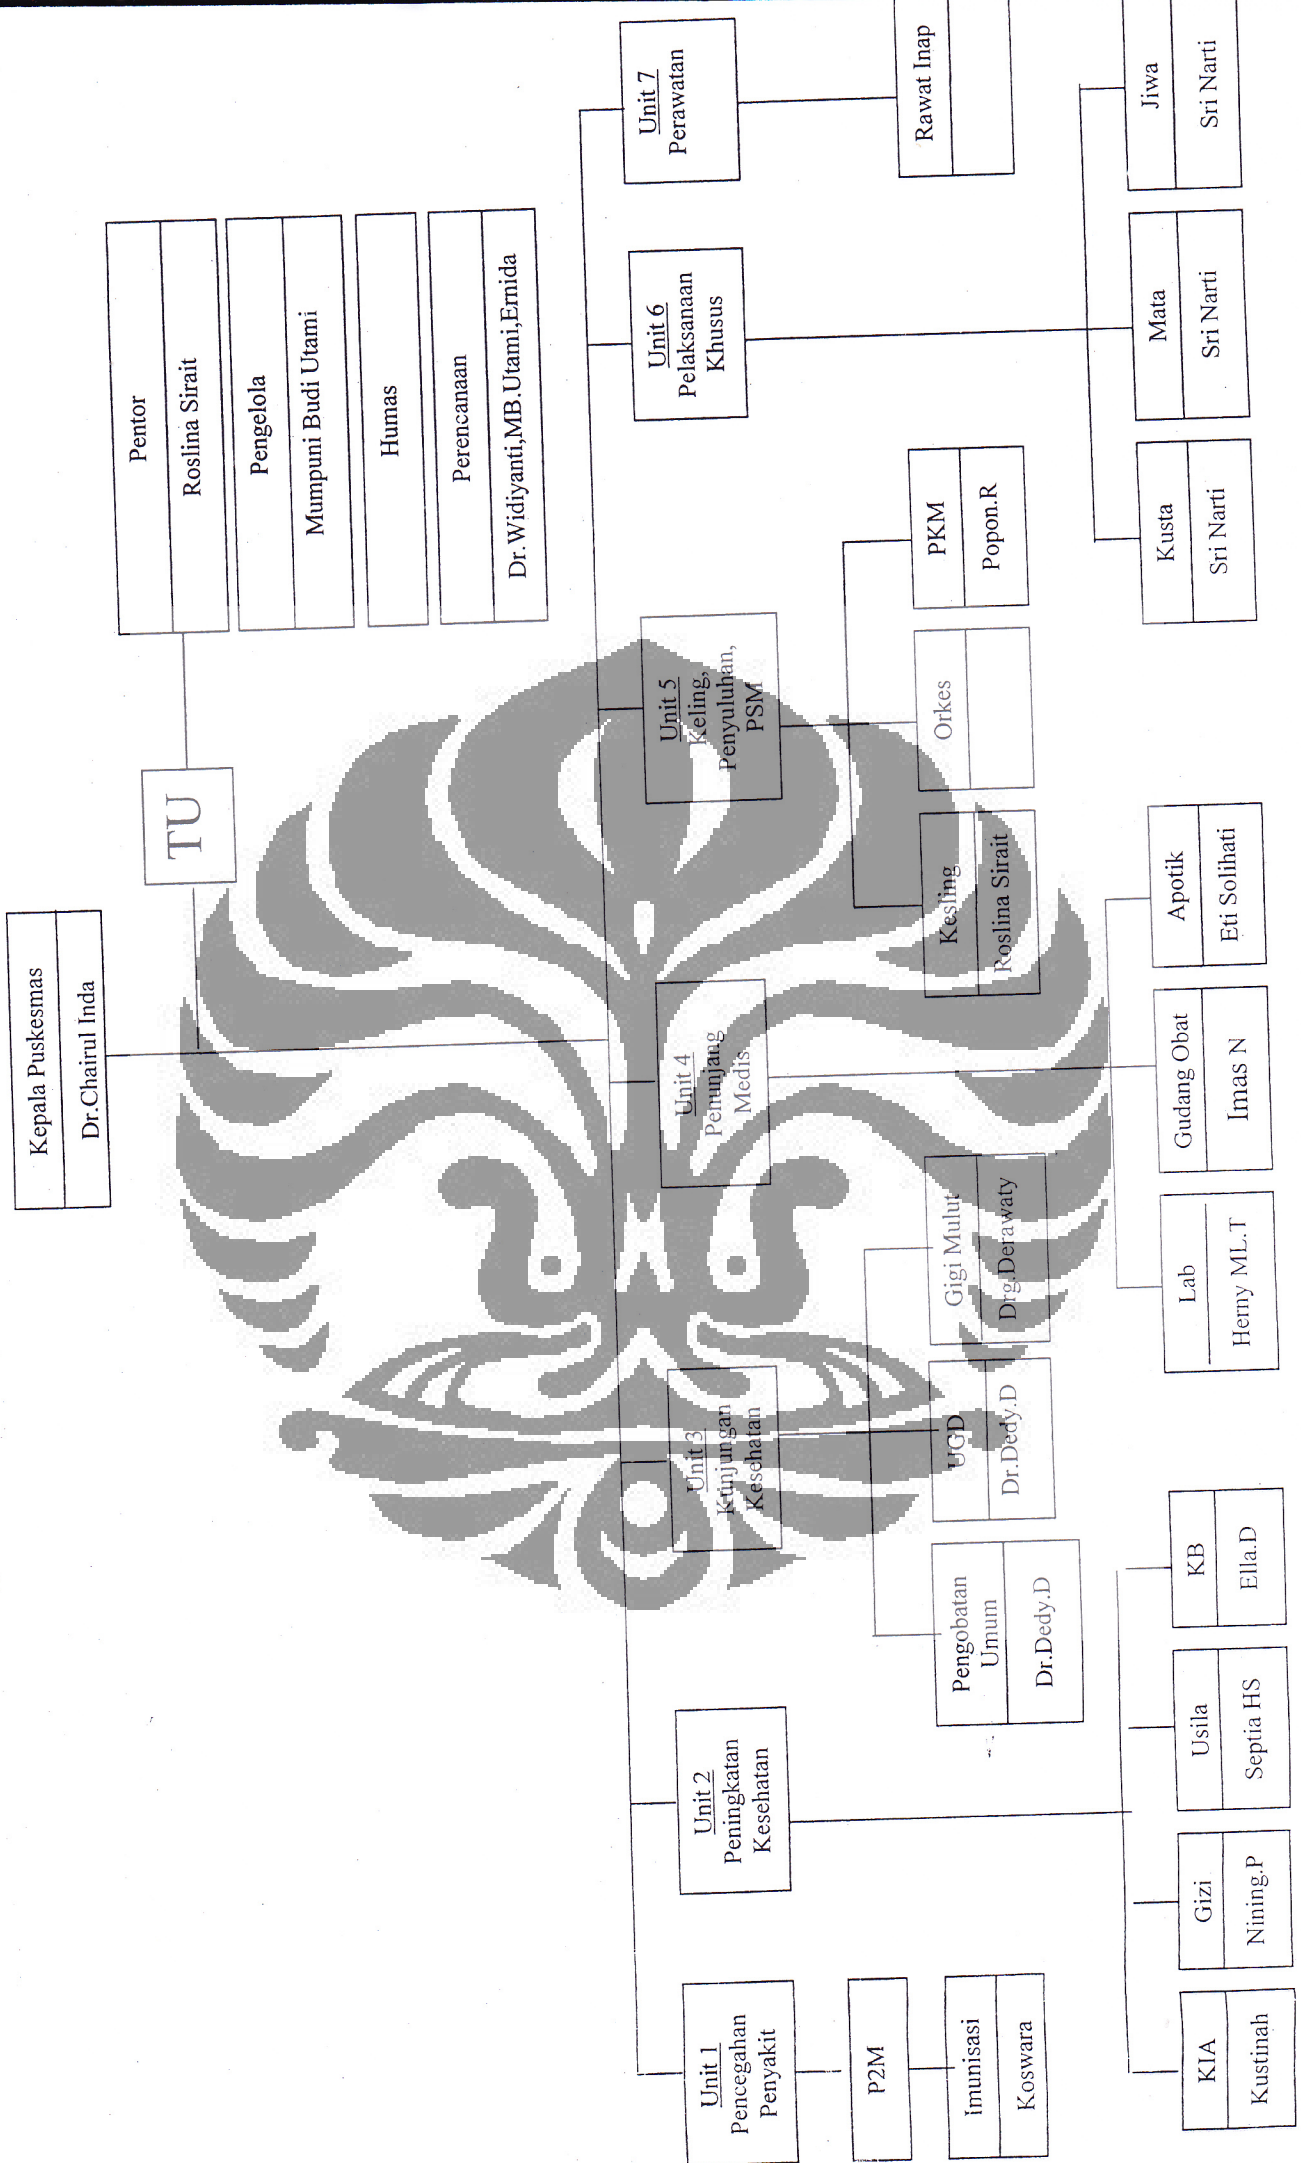 Kepala Puskesmas
Dr.Chairul Inda
TU
Pentor
Roslina Sirait
Pengelola
Mumpuni Budi Utami
Humas
Perencanaan
Dr.Widiyanti,MB.Utami,Ernida
Unit 1
Pencegahan
Penyakit
Unit 2
Peningkatan
Kesehatan
Unit 3
Kunjungan
Kesehatan
Unit 4
Penunjang
Medis
Unit 5
Keling,
Penyuluhan,
PSM
Unit 6
Pelaksanaan
Khusus
Unit 7
Perawatan
P2M
Imunisasi
Koswara
Pengobatan
Umum
Dr.Dedy.D
UGD
Dr.Dedy.D
Gigi Mulut
Drg.Derawaty
Kesling
Roslina Sirait
Orkes
PKM
Popon.R
Rawat Inap
KIA
Kustinah
Gizi
Nining.P
Usila
Septia HS
KB
Ella.D
Lab
Herny ML.T
Gudang Obat
Imas N
Apotik
Eti Solihati
Kusta
Sri Narti
Mata
Sri Narti
Jiwa
Sri Narti